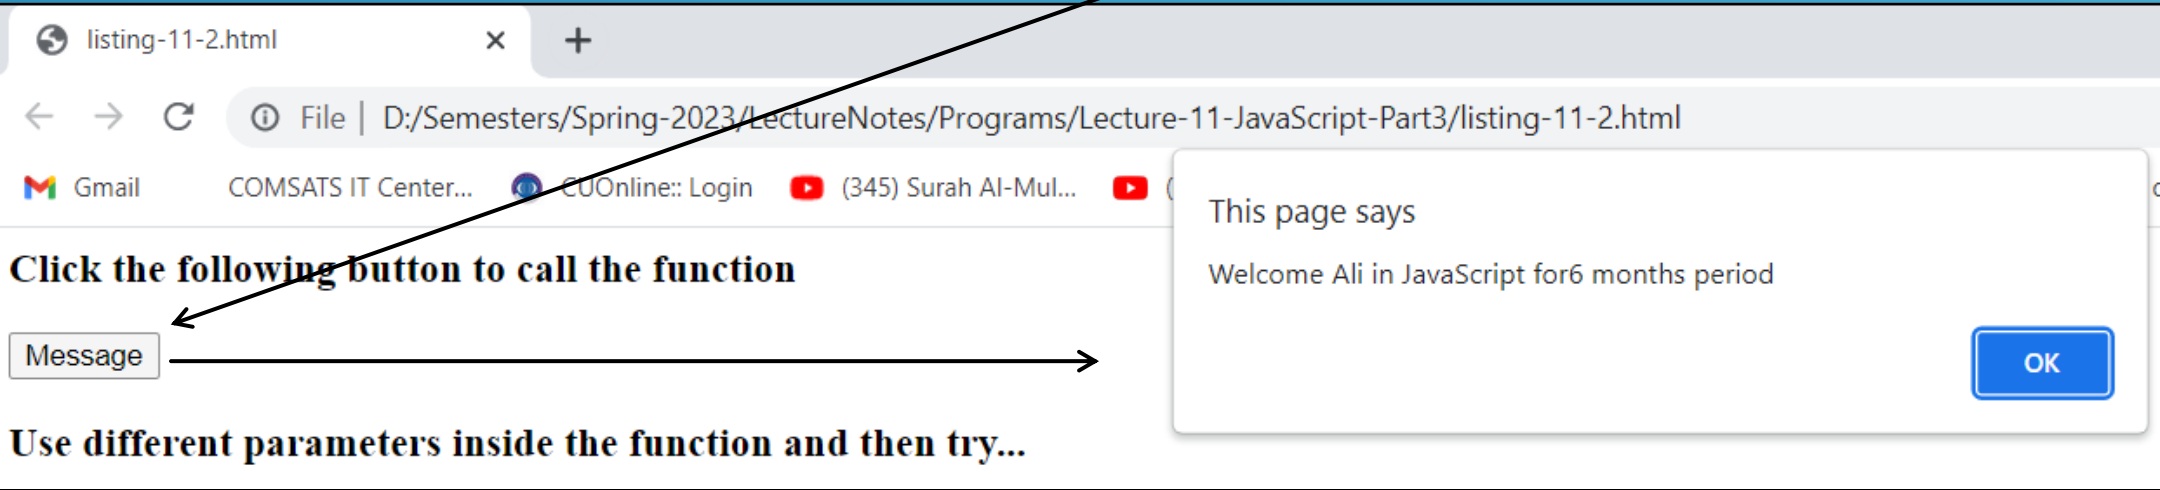 listing-11-2.html
File | D:/Semesters/Spring-2023/LectureNotes/Programs/Lecture-11-JavaScript-Part3/listing-11-2.html
Gmail COMSATS IT Center... CUOnline:: Login (345) Surah Al-Mul... (
This page says
Welcome Ali in JavaScript for6 months period
OK
Click the following button to call the function
Message
Use different parameters inside the function and then try...